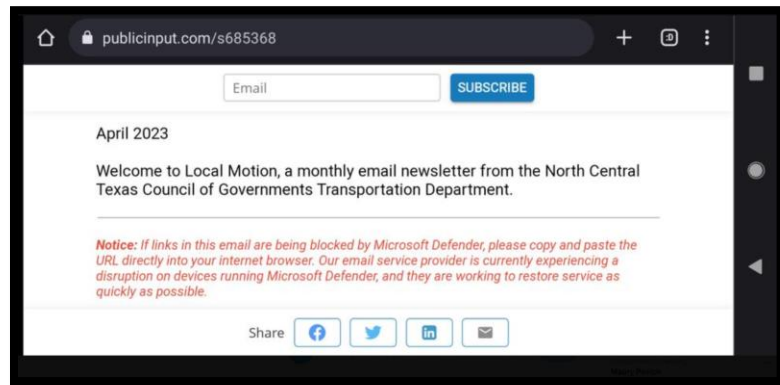 publicinput.com/s685368
Email SUBSCRIBE
April 2023
Welcome to Local Motion, a monthly email newsletter from the North Central
Texas Council of Governments Transportation Department.
Notice: If links in this email are being blocked by Microsoft Defender, please copy and paste the
URL directly into your internet browser. Our email service provider is currently experiencing a
disruption on devices running Microsoft Defender, and they are working to restore service as
quickly as possible.
Share